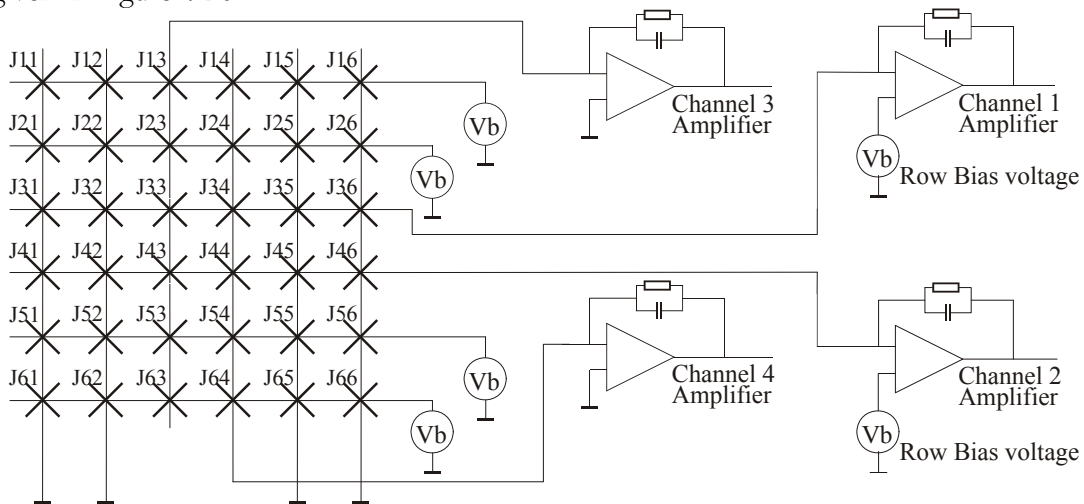 J11 J12 J13 J14 J15 J16
J21 J22 J23 J24 J25 J26
J31 J32 J33 J34 J35 J36
J41 J42 J43 J44 J45 J46
J51 J52 J53 J54 J55 J56
J61 J62 J63 J64 J65 J66
Vb
Vb
Vb
Vb
Channel 3
Amplifier
Channel 1
Amplifier
Vb
Row Bias voltage
Channel 4
Amplifier
Channel 2
Amplifier
Vb
Row Bias voltage